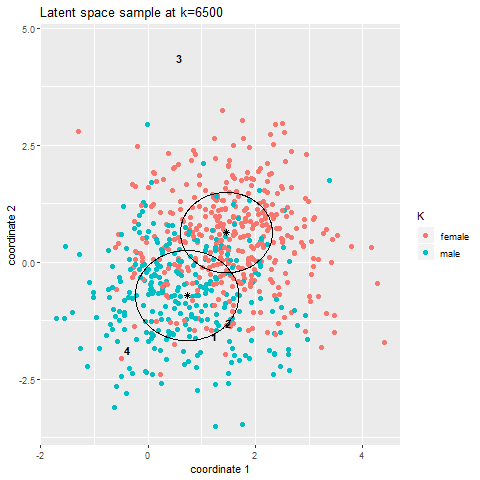 Latent space sample at k=6500
5.0
2.5
0.0
-2.5
-2
0
2
4
coordinate 1
coordinate 2
3
1
2
4
K
female
male